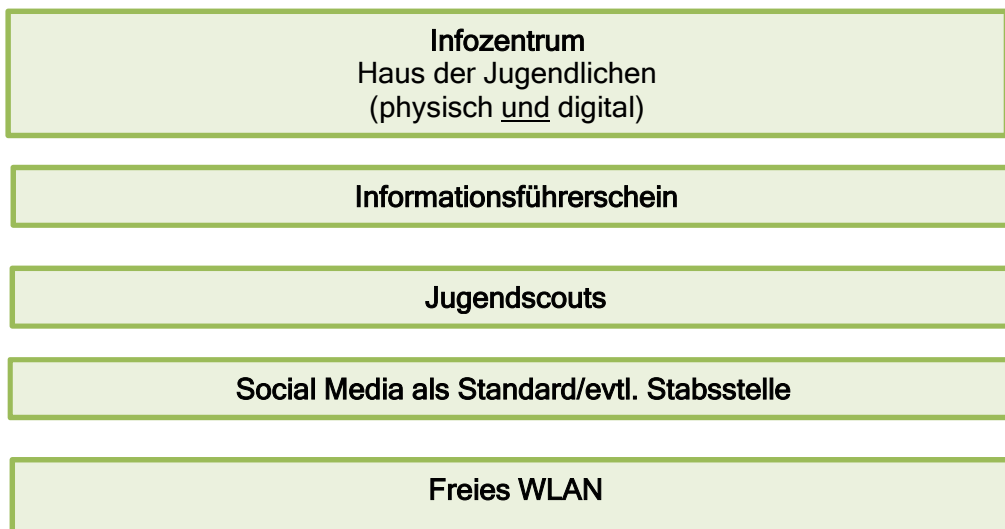 Infozentrum
Haus der Jugendlichen
(physisch und digital)
Informationsführerschein
Jugendscouts
Social Media als Standard/evtl. Stabsstelle
Freies WLAN